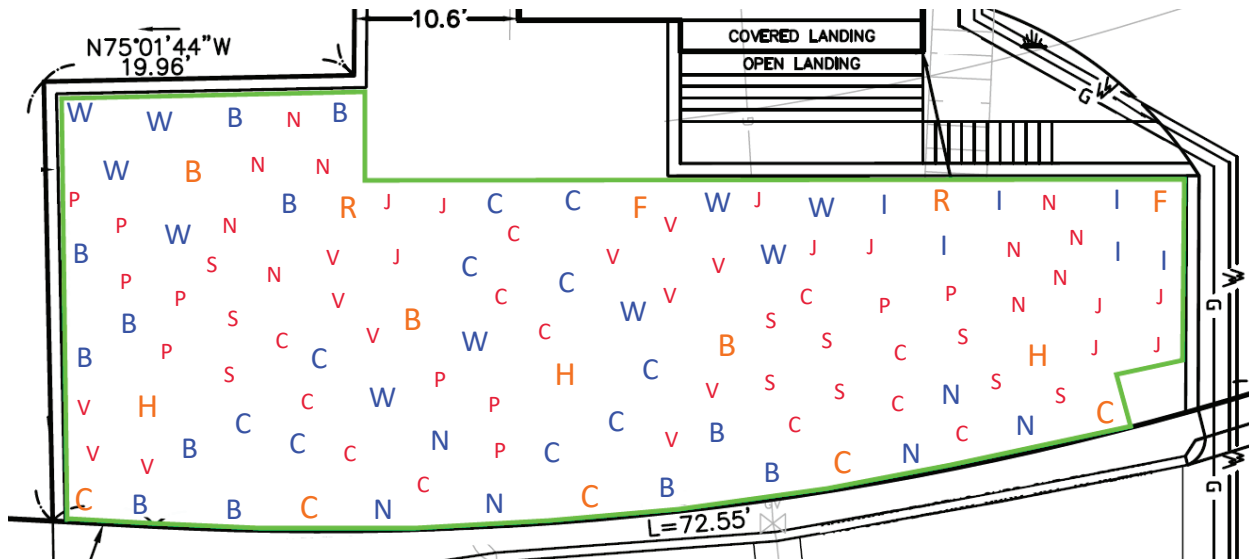 10.6'
N75°01'44"W
19.96'
COVERED LANDING
OPEN LANDING
G W
W W B N B
W B N N
P B R J J C C F W J W I R I N I F
P W N C V
B S N V J C V V W J J I N N I I
P P V C C W V C P P N N J J
B S V B C S
B P S C C W H C B S C S H J J
V H C W P P V S S C N S S C
V V B C C C N P C C V B C C N C N
C B B C N C N C B B
L=72.55'
G
W
G
W
G